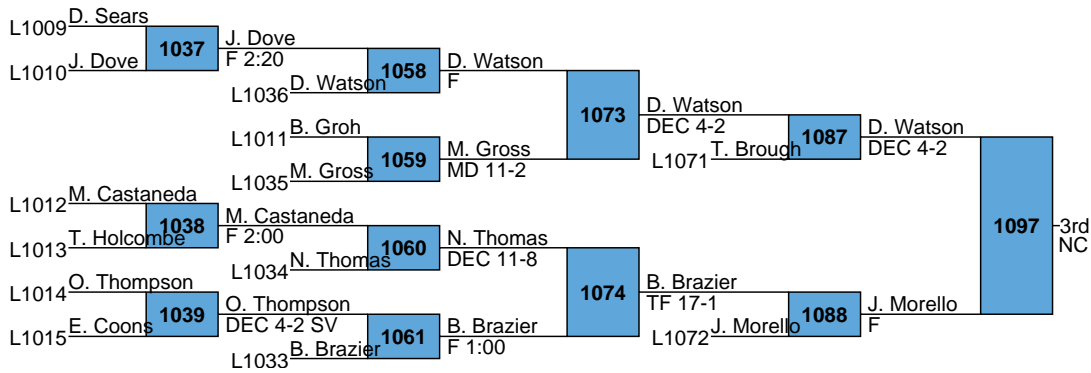 L1009 D. Sears
1037
J. Dove
F 2:20
L1010 J. Dove
1058
D. Watson
F
L1036 D. Watson
1073
D. Watson
DEC 4-2
L1011 B. Groh
1059
M. Gross
MD 11-2
L1035 M. Gross
L1071 T. Brough
1087
D. Watson
DEC 4-2
L1012 M. Castaneda
1038
M. Castaneda
F 2:00
L1013 T. Holcombe
1060
N. Thomas
DEC 11-8
L1034 N. Thomas
1097
3rd
NC
1074
B. Brazier
TF 17-1
L1014 O. Thompson
1039
O. Thompson
DEC 4-2 SV
L1015 E. Coons
1061
B. Brazier
F 1:00
L1033 B. Brazier
L1072 J. Morello
1088
J. Morello
F